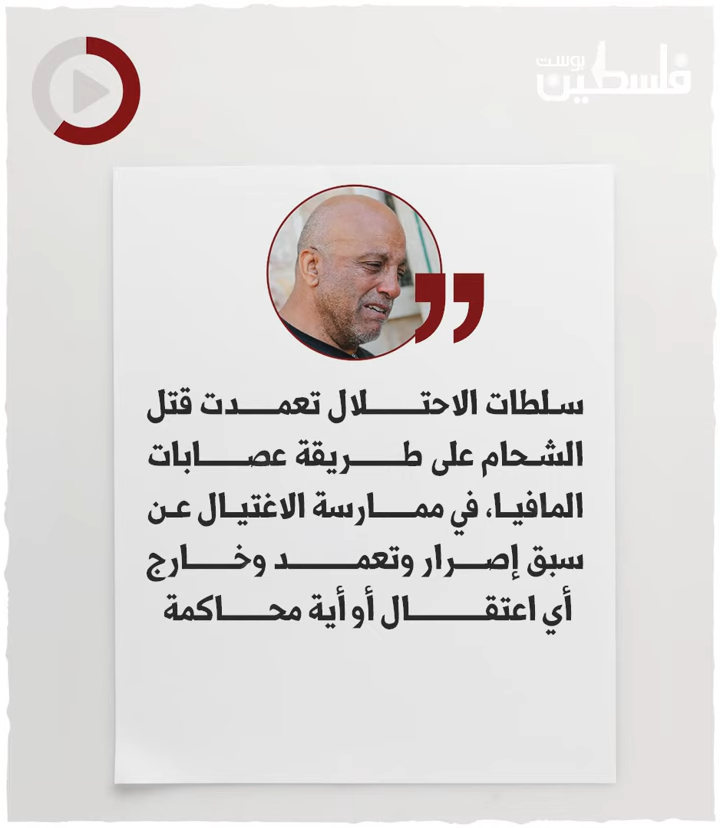 فلسطين بوست
سلطات الاحتلال تعمدت قتل
الشحام على طريقة عصابات
المافيا، في ممارسة الاغتيال عن
سبق إصرار وتعمد وخارج
أي اعتقال أو أية محاكمة